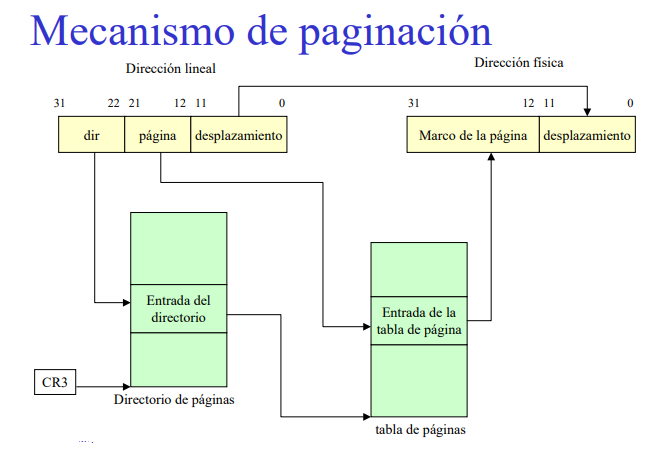 Mecanismo de paginación
Dirección lineal
Dirección física
31 22 21 12 11 0
31 12 11 0
dir página desplazamiento
Marco de la página desplazamiento
Entrada del
directorio
Entrada de la
tabla de página
CR3
Directorio de páginas
tabla de páginas